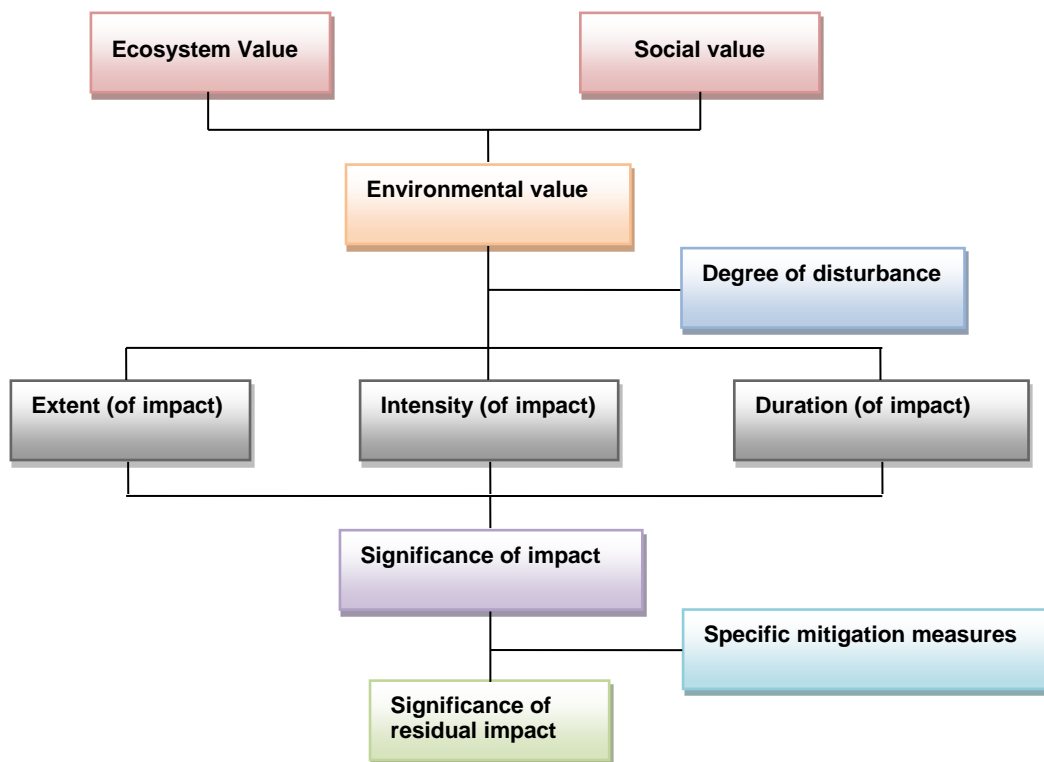 Ecosystem Value
Social value
Environmental value
Degree of disturbance
Extent (of impact)
Intensity (of impact)
Duration (of impact)
Significance of impact
Specific mitigation measures
Significance of
residual impact